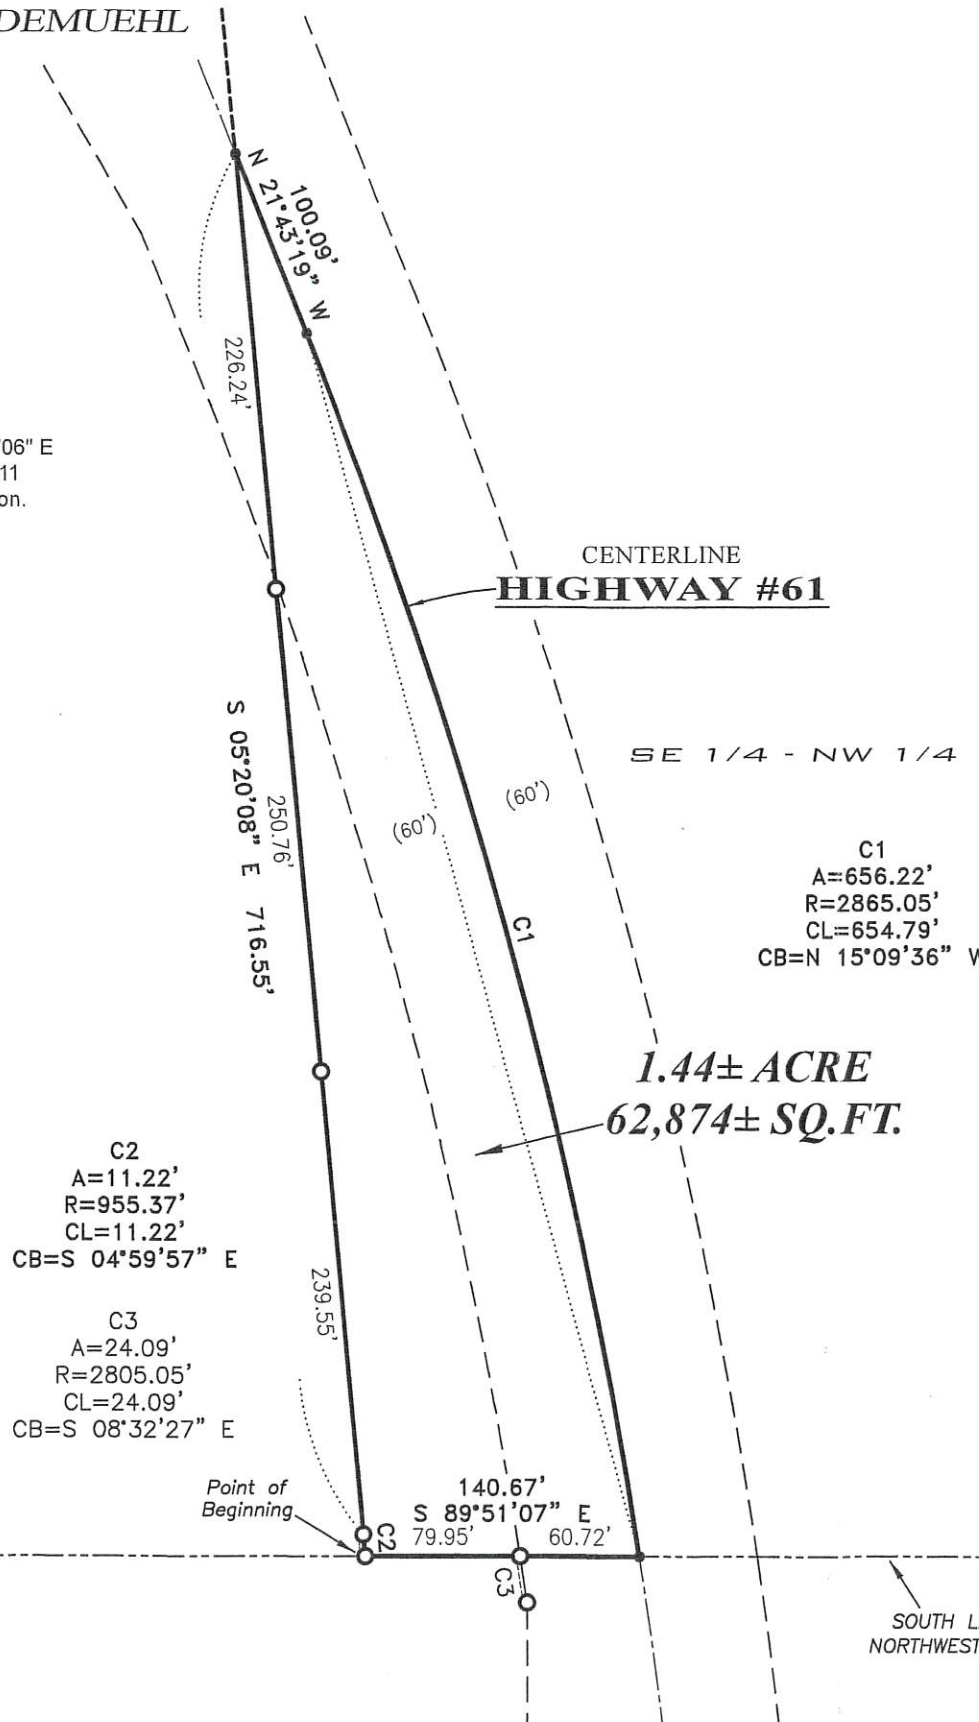 DEMUEHL
100.09'
N 21°43'19" W
226.24'
'06" E
11
on.
CENTERLINE
HIGHWAY #61
SE 1/4 - NW 1/4
(60')
(60')
S 05°20'08" E 716.55'
250.76'
C1
C1
A=656.22'
R=2865.05'
CL=654.79'
CB=N 15°09'36" W
1.44± ACRE
62,874± SQ.FT.
C2
A=11.22'
R=955.37'
CL=11.22'
CB=S 04°59'57" E
239.55'
C3
A=24.09'
R=2805.05'
CL=24.09'
CB=S 08°32'27" E
Point of
Beginning
140.67'
S 89°51'07" E
79.95'
60.72'
C2
C3
SOUTH L
NORTHWEST